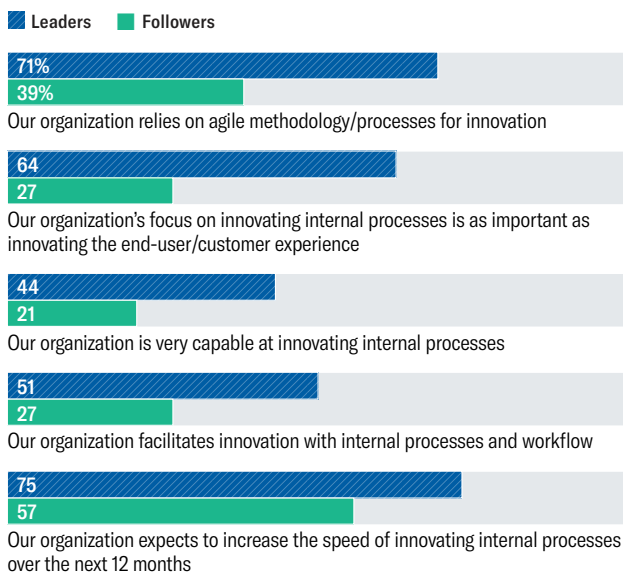 Leaders Followers
71%
39%
Our organization relies on agile methodology/processes for innovation
64
27
Our organization’s focus on innovating internal processes is as important as
innovating the end-user/customer experience
44
21
Our organization is very capable at innovating internal processes
51
27
Our organization facilitates innovation with internal processes and workflow
75
57
Our organization expects to increase the speed of innovating internal processes
over the next 12 months